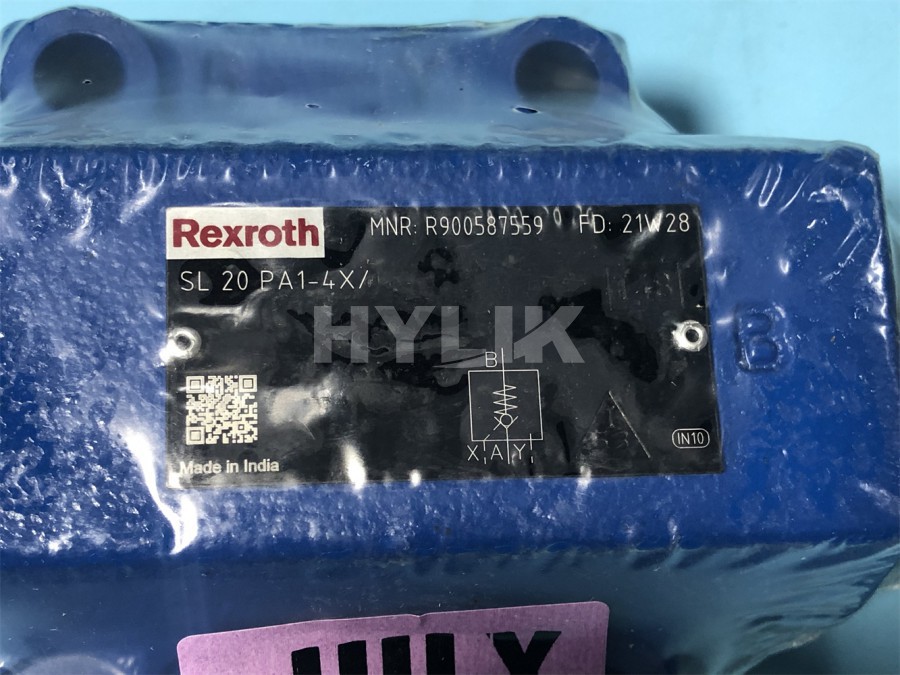 Rexroth
MNR: R900587559 FD: 21W28
SL 20 PA1-4X/
HYLIK
B
B
X A Y
Made in India
IN10